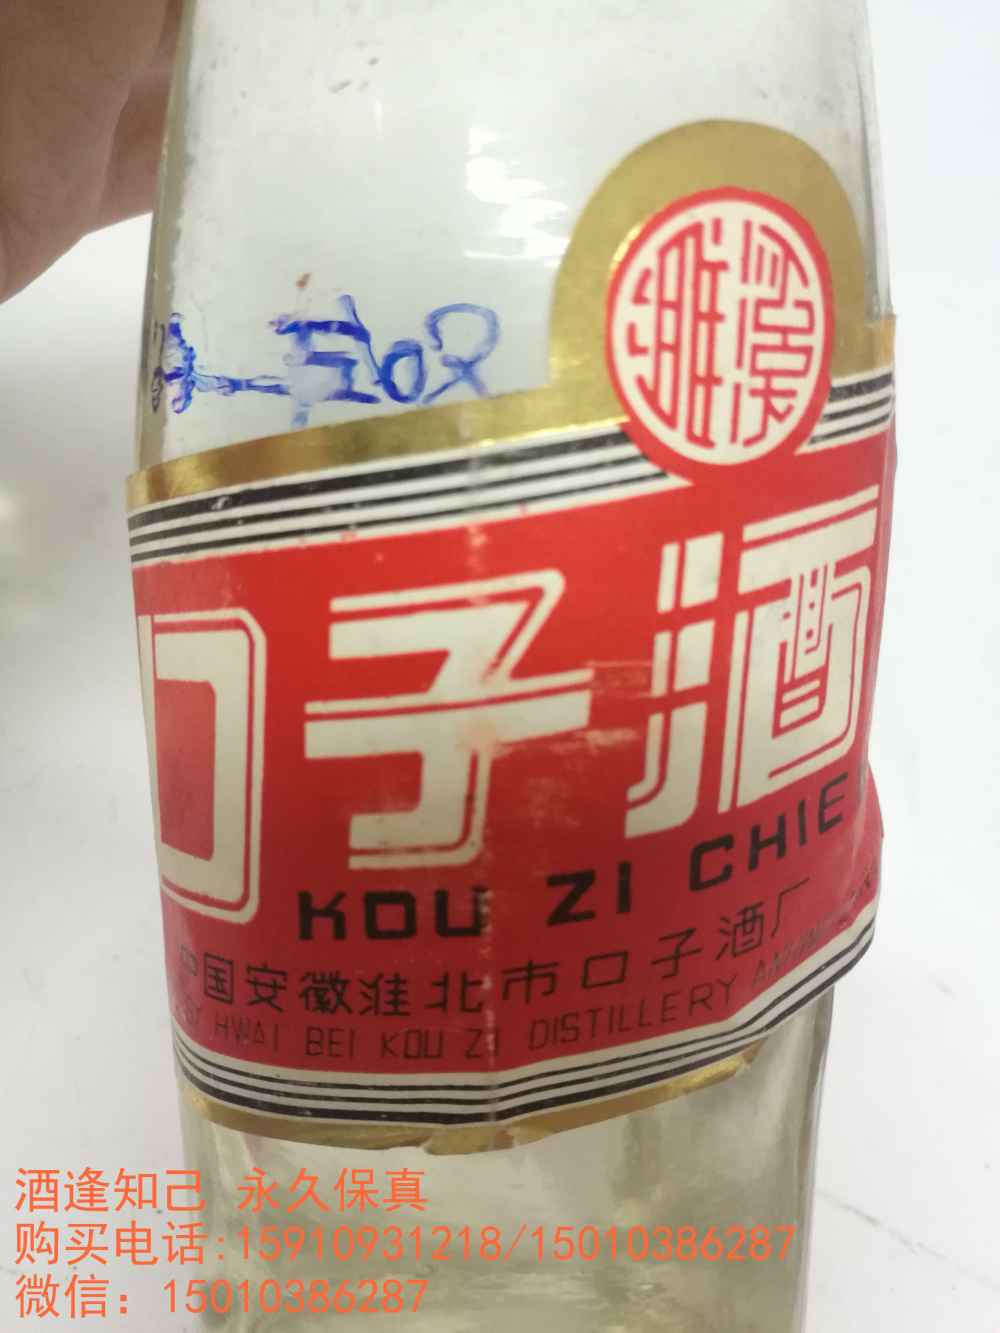 濉溪
口子酒
KOU ZI CHIEW
中国安徽淮北市口子酒厂
BY HWAI BEI KOU ZI DISTILLERY
酒逢知己 永久保真
购买电话:15910931218/15010386287
微信：15010386287